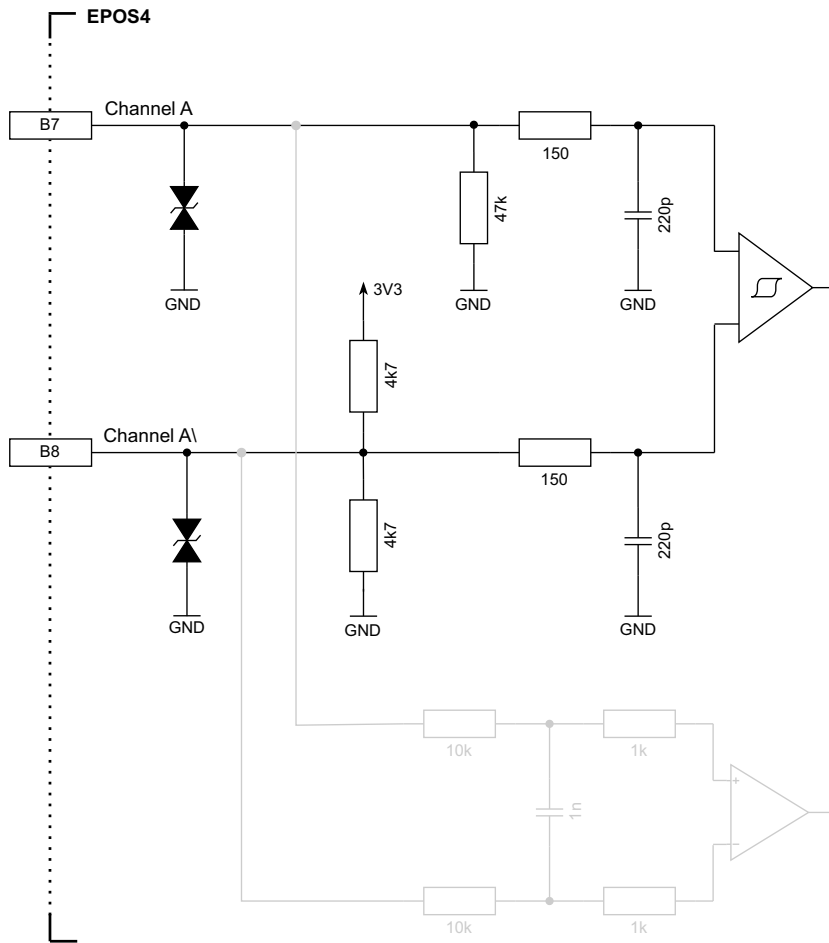 EPOS4
Channel A
B7
150
47k
220p
GND
3V3
GND
GND
4k7
Channel A\
B8
150
4k7
220p
GND
GND
GND
10k
1k
+
1n
−
10k
1k